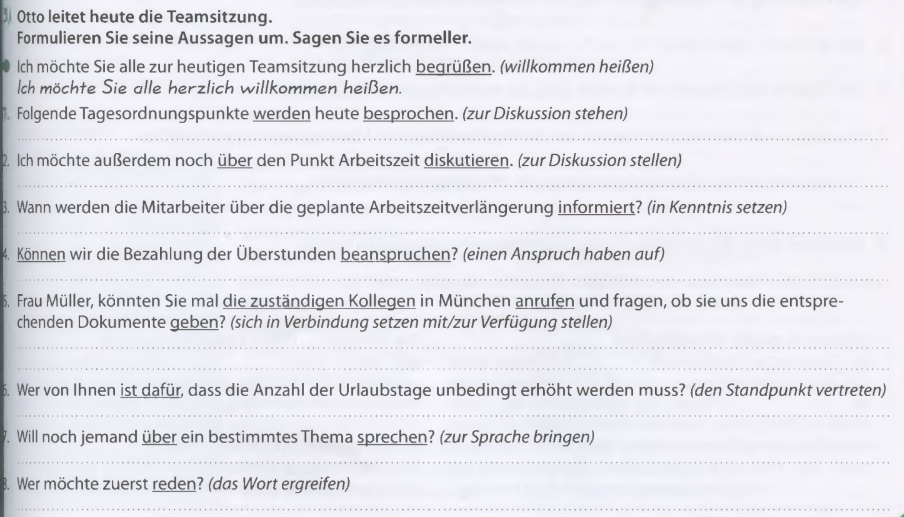 3) Otto leitet heute die Teamsitzung.
Formulieren Sie seine Aussagen um. Sagen Sie es formeller.
Ich möchte Sie alle zur heutigen Teamsitzung herzlich begrüßen. (willkommen heißen)
Ich möchte Sie alle herzlich willkommen heißen.
1. Folgende Tagesordnungspunkte werden heute besprochen. (zur Diskussion stehen)
2. Ich möchte außerdem noch über den Punkt Arbeitszeit diskutieren. (zur Diskussion stellen)
3. Wann werden die Mitarbeiter über die geplante Arbeitszeitverlängerung informiert? (in Kenntnis setzen)
4. Können wir die Bezahlung der Überstunden beanspruchen? (einen Anspruch haben auf)
5. Frau Müller, könnten Sie mal die zuständigen Kollegen in München anrufen und fragen, ob sie uns die entspre-
chenden Dokumente geben? (sich in Verbindung setzen mit/zur Verfügung stellen)
6. Wer von Ihnen ist dafür, dass die Anzahl der Urlaubstage unbedingt erhöht werden muss? (den Standpunkt vertreten)
7. Will noch jemand über ein bestimmtes Thema sprechen? (zur Sprache bringen)
8. Wer möchte zuerst reden? (das Wort ergreifen)